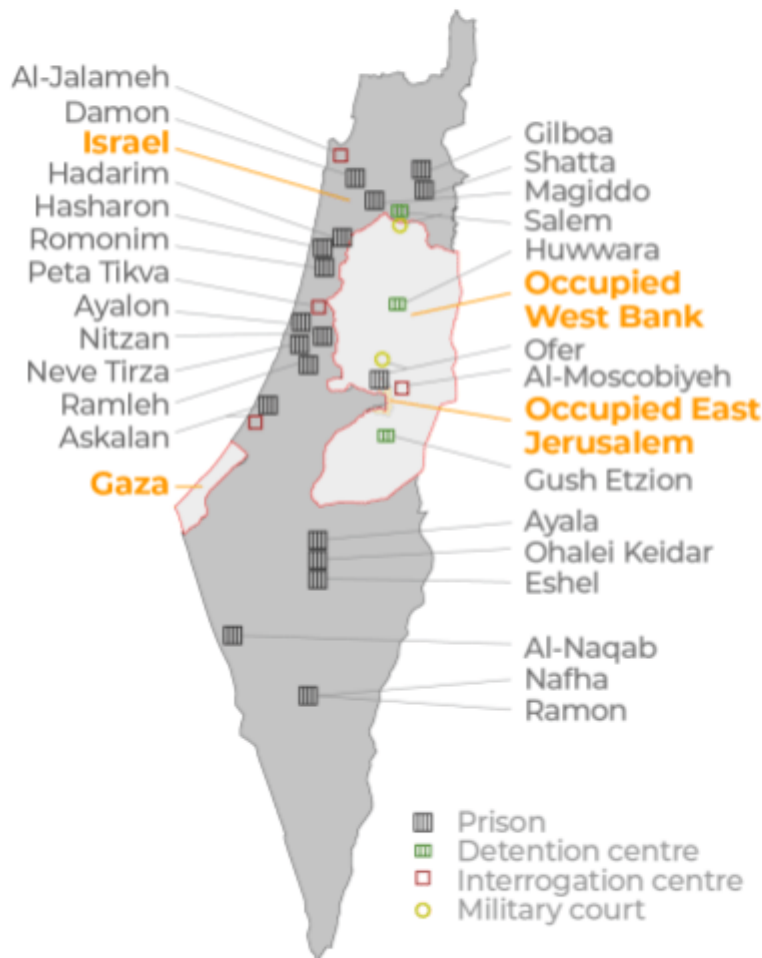 Al-Jalameh
Damon
Israel
Hadarim
Hasharon
Romonim
Peta Tikva
Ayalon
Nitzan
Neve Tirza
Ramleh
Askalan
Gaza
Gilboa
Shatta
Magiddo
Salem
Huwwara
Occupied
West Bank
Ofer
Al-Moscobiyeh
Occupied East
Jerusalem
Gush Etzion
Ayala
Ohalei Keidar
Eshel
Al-Naqab
Nafha
Ramon
Prison
Detention centre
Interrogation centre
Military court